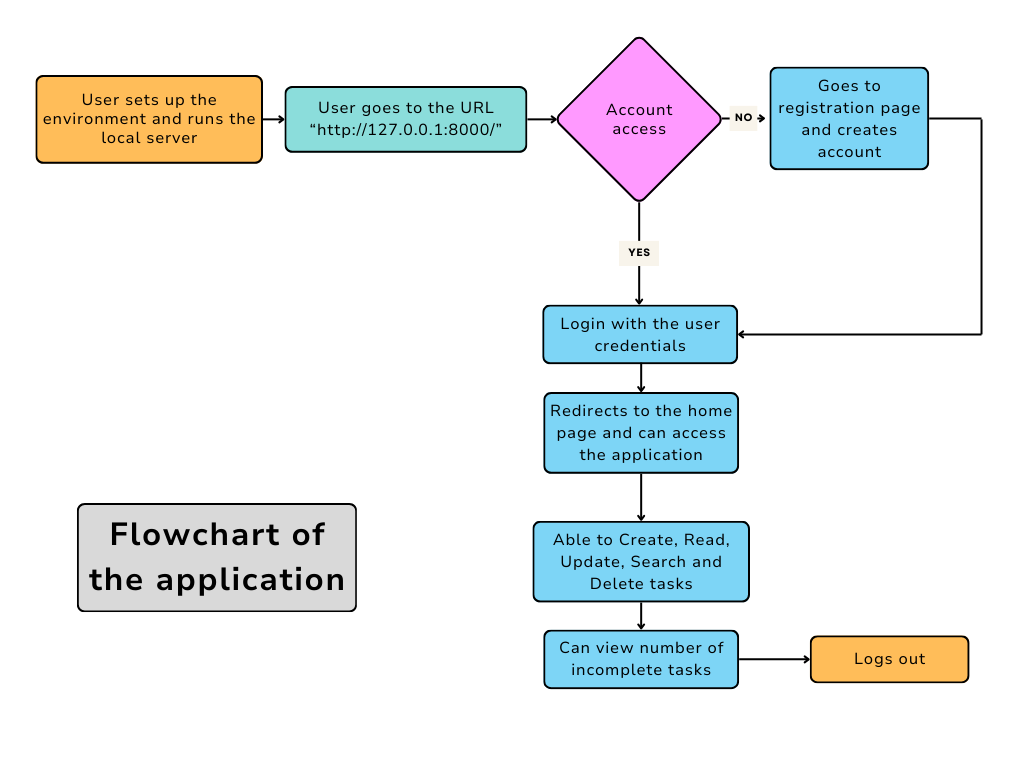 User sets up the
environment and runs the
local server
User goes to the URL
“http://127.0.0.1:8000/”
Account
access
NO
Goes to
registration page
and creates
account
YES
Login with the user
credentials
Redirects to the home
page and can access
the application
Able to Create, Read,
Update, Search and
Delete tasks
Can view number of
incomplete tasks
Logs out
Flowchart of
the application